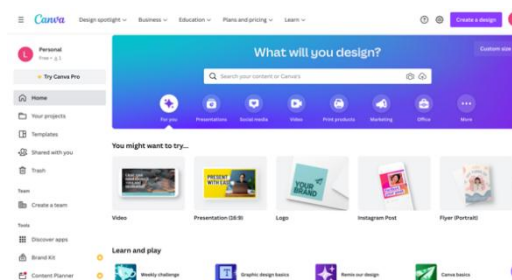 Canva
Design spotlight
Business
Education
Plans and pricing
Learn
Create a design
L
Personal
Try Canva Pro
Home
Your projects
Templates
Shared with you
Trash
Team
Create a team
Tools
Discover apps
Brand Kit
Content Planner
What will you design?
Custom size
Search your content or Canva's
For you
Presentations
Social media
Video
Print products
Marketing
Office
More
You might want to try...
PRESENT
WITH EASE
YOUR
BRAND
Video
Presentation (16:9)
Logo
Instagram Post
Flyer (Portrait)
Learn and play
Weekly challenge
T
Graphic design basics
Remix our design
Canva basics